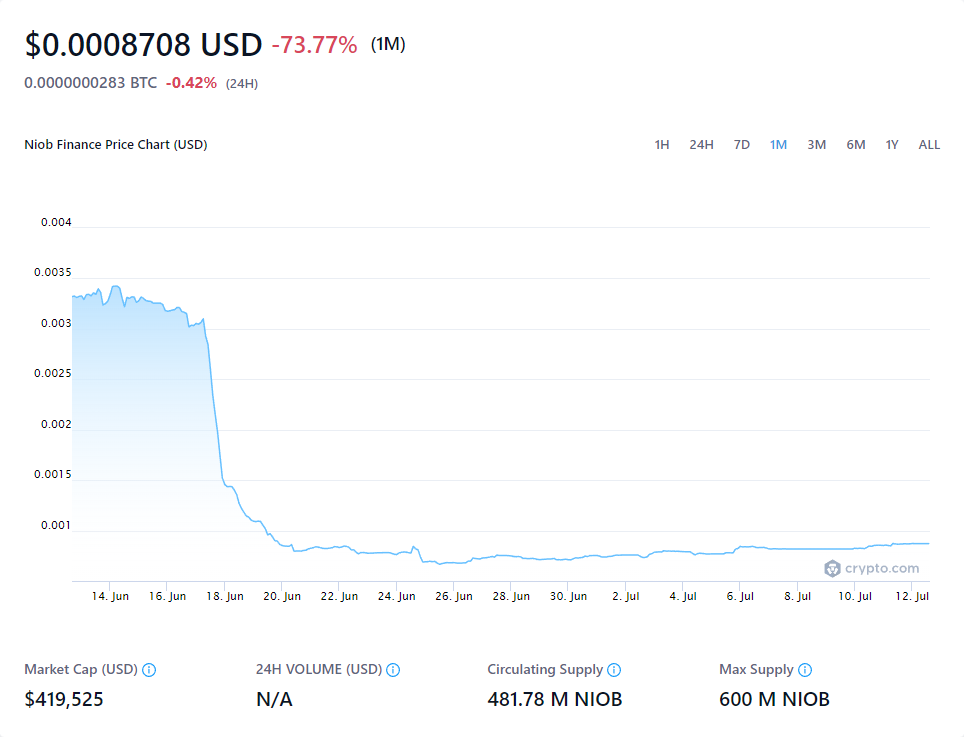 $0.0008708 USD -73.77% (1M)
0.0000000283 BTC -0.42% (24H)
Niob Finance Price Chart (USD) 1H 24H 7D 1M 3M 6M 1Y ALL
0.004
0.0035
0.003
0.0025
0.002
0.0015
0.001
crypto.com
14. Jun 16. Jun 18. Jun 20. Jun 22. Jun 24. Jun 26. Jun 28. Jun 30. Jun 2. Jul 4. Jul 6. Jul 8. Jul 10. Jul 12. Jul
Market Cap (USD) 24H VOLUME (USD) Circulating Supply Max Supply
$419,525 N/A 481.78 M NIOB 600 M NIOB